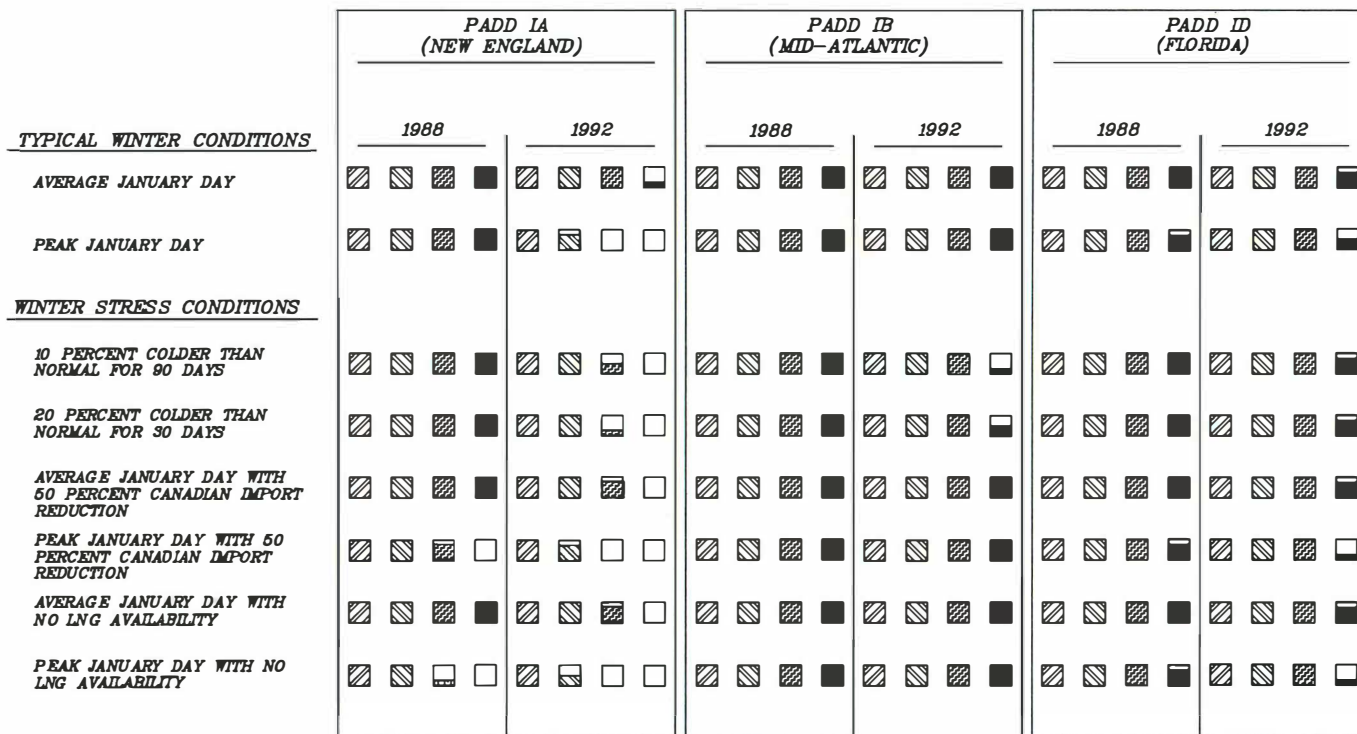 PADD IA
(NEW ENGLAND)
PADD IB
(MID-ATLANTIC)
PADD ID
(FLORIDA)
1988
1992
1988
1992
1988
1992
TYPICAL WINTER CONDITIONS
AVERAGE JANUARY DAY
PEAK JANUARY DAY
WINTER STRESS CONDITIONS
10 PERCENT COLDER THAN
NORMAL FOR 90 DAYS
20 PERCENT COLDER THAN
NORMAL FOR 30 DAYS
AVERAGE JANUARY DAY WITH
50 PERCENT CANADIAN IMPORT
REDUCTION
PEAK JANUARY DAY WITH 50
PERCENT CANADIAN IMPORT
REDUCTION
AVERAGE JANUARY DAY WITH
NO LNG AVAILABILITY
PEAK JANUARY DAY WITH NO
LNG AVAILABILITY